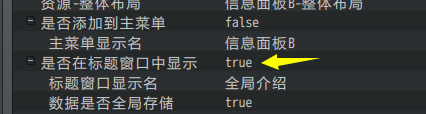 资源-整体布局 信息面板B-整体布局
是否添加到主菜单 false
主菜单显示名 信息面板B
是否在标题窗口中显示 true
标题窗口显示名 全局介绍
数据是否全局存储 true